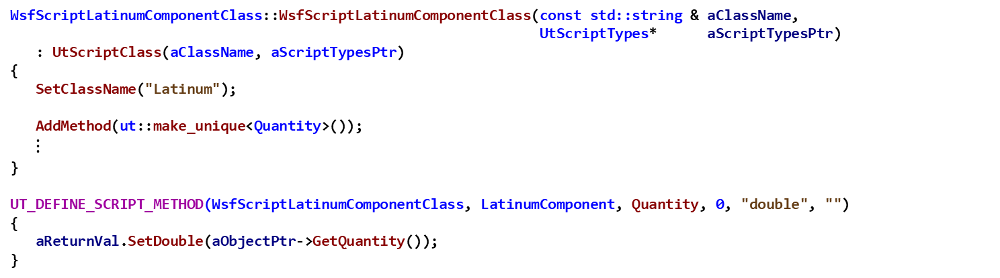 WsfScriptLatinumComponentClass::WsfScriptLatinumComponentClass(const std::string & aClassName,
                                                               UtScriptTypes*      aScriptTypesPtr)
   : UtScriptClass(aClassName, aScriptTypesPtr)
{
   SetClassName("Latinum");

   AddMethod(ut::make_unique<Quantity>());
   ⋮
}

UT_DEFINE_SCRIPT_METHOD(WsfScriptLatinumComponentClass, LatinumComponent, Quantity, 0, "double", "")
{
   aReturnVal.SetDouble(aObjectPtr->GetQuantity());
}